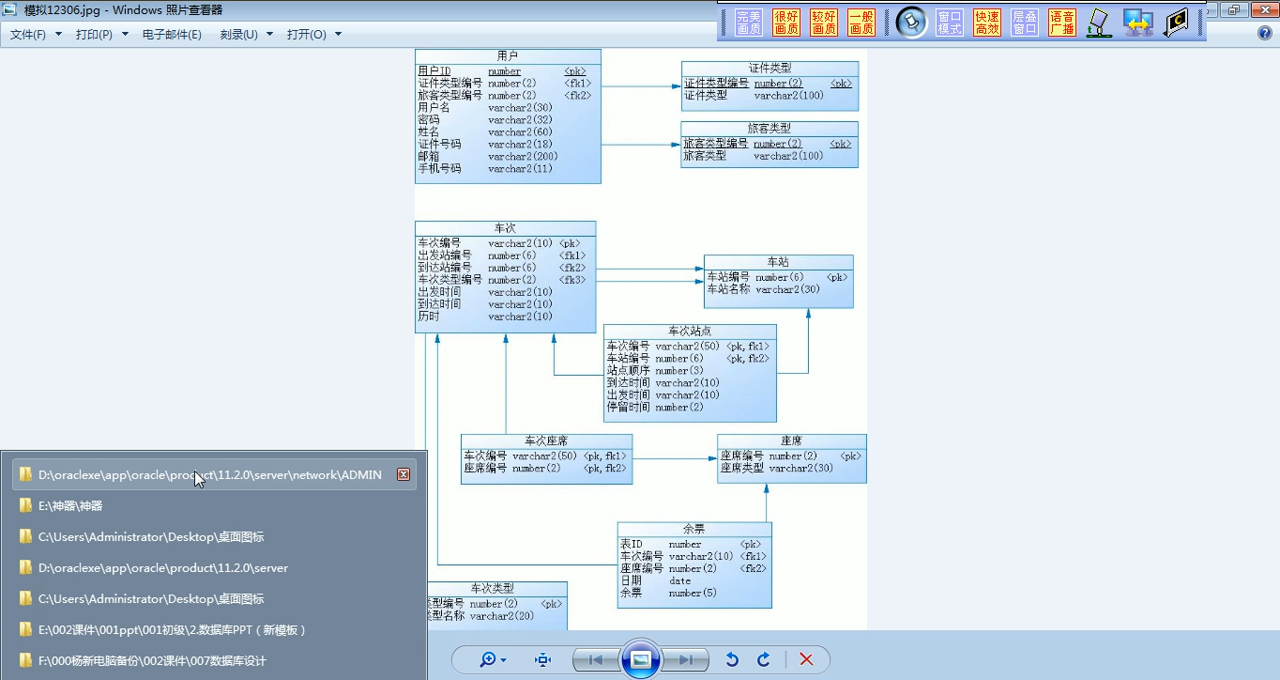 模拟12306.jpg - Windows 照片查看器
完美画质 很好画质 较好画质 一般画质 窗口模式 快速高效 层叠窗口 语音广播
文件(F) 打印(P) 电子邮件(E) 刻录(U) 打开(O)
用户
用户ID number <pk>
证件类型编号 number(2) <fk1>
旅客类型编号 number(2) <fk2>
用户名 varchar2(30)
密码 varchar2(32)
姓名 varchar2(60)
证件号码 varchar2(18)
邮箱 varchar2(200)
手机号码 varchar2(11)
证件类型
证件类型编号 number(2) <pk>
证件类型 varchar2(100)
旅客类型
旅客类型编号 number(2) <pk>
旅客类型 varchar2(100)
车次
车次编号 varchar2(10) <pk>
出发站编号 number(6) <fk1>
到达站编号 number(6) <fk2>
车次类型编号 number(2) <fk3>
出发时间 varchar2(10)
到达时间 varchar2(10)
历时 varchar2(10)
车站
车站编号 number(6) <pk>
车站名称 varchar2(30)
车次站点
车次编号 varchar2(50) <pk,fk1>
车站编号 number(6) <pk,fk2>
站点顺序 number(3)
到达时间 varchar2(10)
出发时间 varchar2(10)
停留时间 number(2)
车次座席
车次编号 varchar2(50) <pk,fk1>
座席编号 number(2) <pk,fk2>
座席
座席编号 number(2) <pk>
座席类型 varchar2(30)
余票
表ID number <pk>
车次编号 varchar2(10) <fk1>
座席编号 number(2) <fk2>
日期 date
余票 number(5)
车次类型
类型编号 number(2) <pk>
类型名称 varchar2(20)
D:\oraclexe\app\oracle\product\11.2.0\server\network\ADMIN
E:\神器\神器
C:\Users\Administrator\Desktop\桌面图标
D:\oraclexe\app\oracle\product\11.2.0\server
C:\Users\Administrator\Desktop\桌面图标
E:\002课件\001ppt\001初级\2.数据库PPT（新模板）
F:\000杨新电脑备份\002课件\007数据库设计